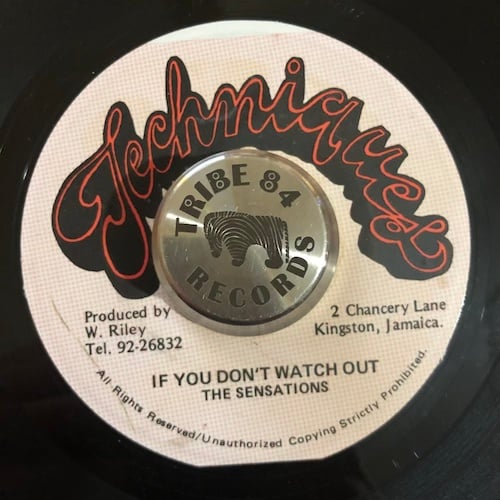 Techniques
TRIBE 84
RECORDS
Produced by
W. Riley
Tel. 92-26832
2 Chancery Lane
Kingston, Jamaica.
IF YOU DON'T WATCH OUT
THE SENSATIONS
All Rights Reserved/Unauthorized Copying Strictly Prohibited.